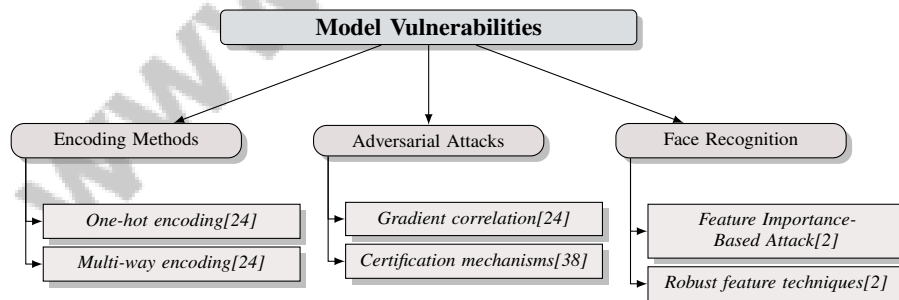 Model Vulnerabilities
Encoding Methods
One-hot encoding[24]
Multi-way encoding[24]
Adversarial Attacks
Gradient correlation[24]
Certification mechanisms[38]
Face Recognition
Feature Importance-
Based Attack[2]
Robust feature techniques[2]